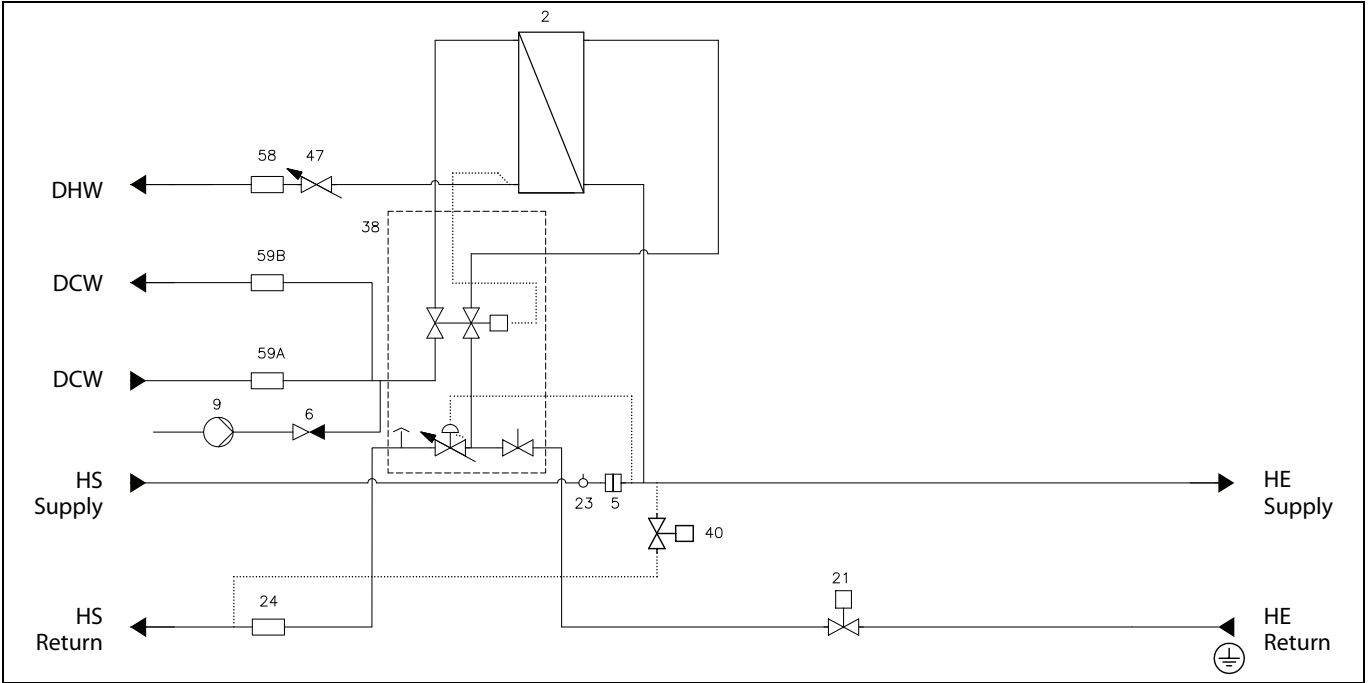 2
58 47
DHW
38
59B
DCW
59A
DCW
9 6
HS
Supply
23 5
HE
Supply
40
21
24
HS
Return
HE
Return